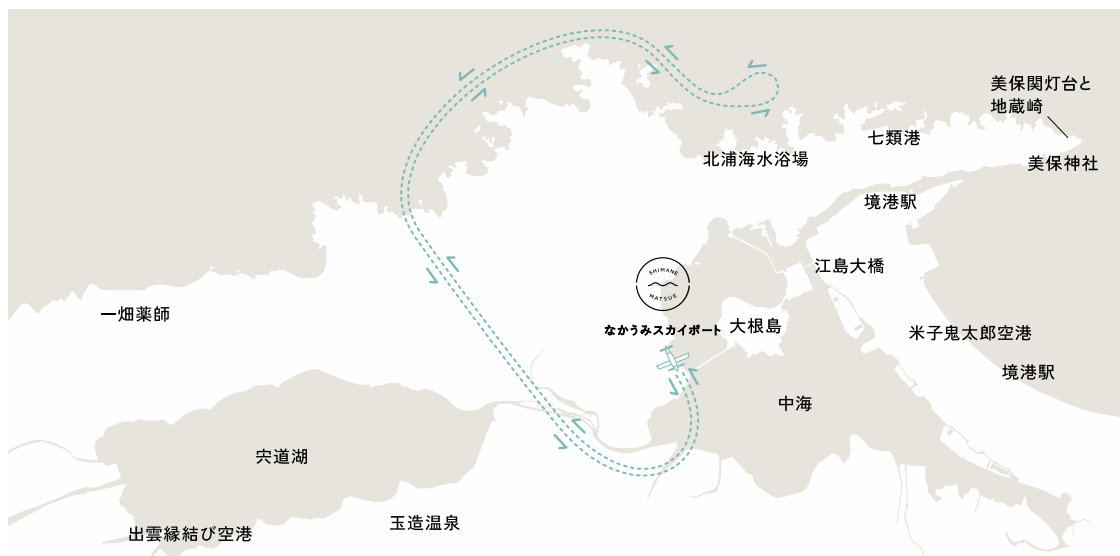 美保関灯台と
地蔵崎
七類港
北浦海水浴場
美保神社
境港駅
江島大橋
SHIMANE
MATSUE
一畑薬師
なかうみスカイポート
大根島
米子鬼太郎空港
境港駅
中海
宍道湖
玉造温泉
出雲縁結び空港